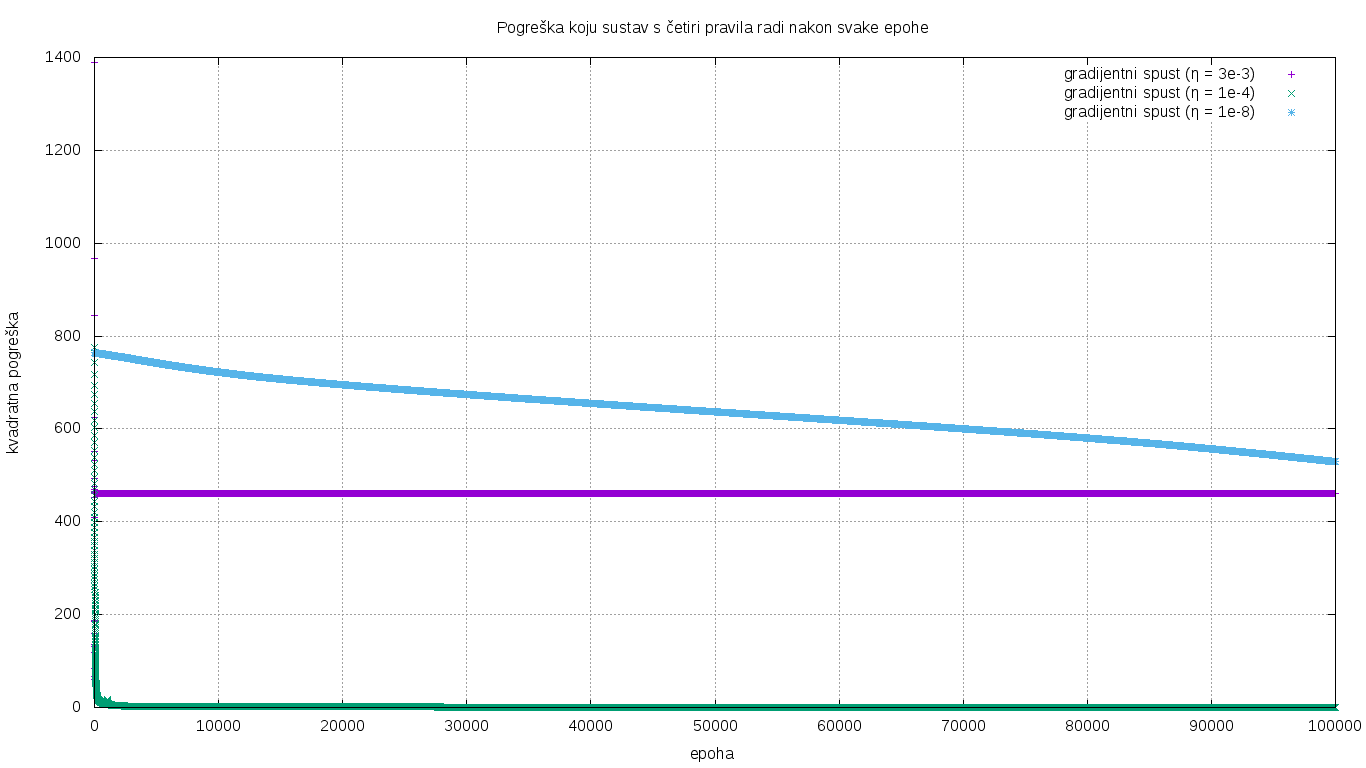 Pogreška koju sustav s četiri pravila radi nakon svake epohe
gradijentni spust (η = 3e-3)
gradijentni spust (η = 1e-4)
gradijentni spust (η = 1e-8)
kvadratna pogreška
1400
1200
1000
800
600
400
200
0
0 10000 20000 30000 40000 50000 60000 70000 80000 90000 100000
epoha